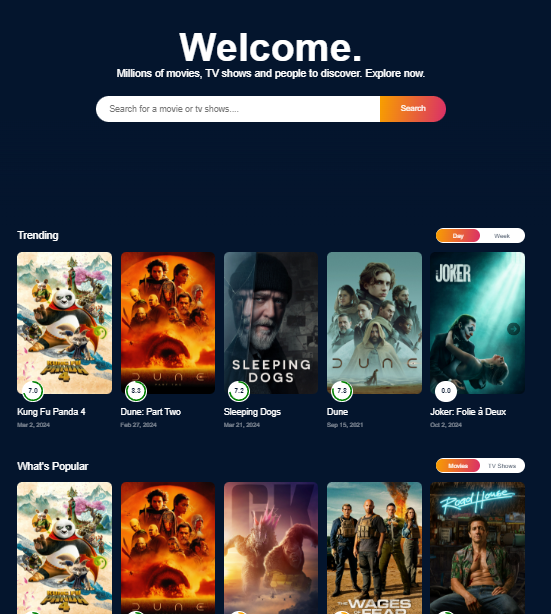 Welcome.
Millions of movies, TV shows and people to discover. Explore now.
Search for a movie or tv shows....
Search
Trending
Day
Week
KUNG FU PANDA 4
DUNE
PART TWO
SLEEPING
DOGS
DUNE
JOKER
7.0
8.3
7.2
7.8
0.0
Kung Fu Panda 4
Dune: Part Two
Sleeping Dogs
Dune
Joker: Folie à Deux
Mar 2, 2024
Feb 27, 2024
Mar 21, 2024
Sep 15, 2021
Oct 2, 2024
What's Popular
Movies
TV Shows
DUNE
GK
THE WAGES
OF FEAR
Road House